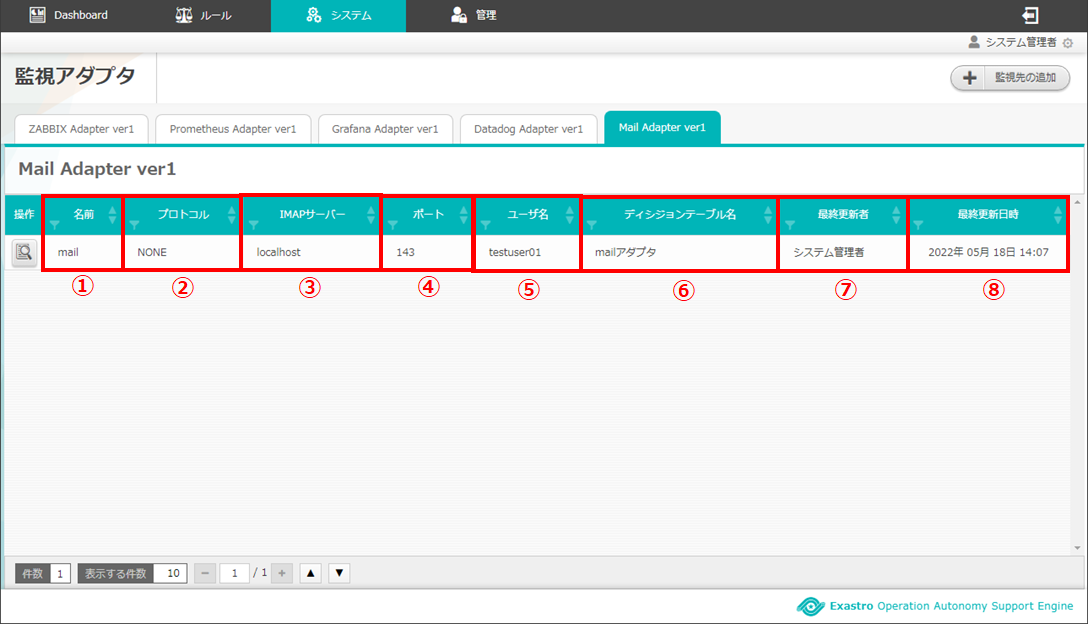 Dashboard ルール システム 管理
システム管理者
監視アダプタ 監視先の追加
ZABBIX Adapter ver1 Prometheus Adapter ver1 Grafana Adapter ver1 Datadog Adapter ver1 Mail Adapter ver1
Mail Adapter ver1
操作 名前 プロトコル IMAPサーバー ポート ユーザ名 ディシジョンテーブル名 最終更新者 最終更新日時
mail NONE localhost 143 testuser01 mailアダプタ システム管理者 2022年 05月 18日 14:07
① ② ③ ④ ⑤ ⑥ ⑦ ⑧
件数 1 表示する件数 10 − 1 / 1 + ▲ ▼
Exastro Operation Autonomy Support Engine